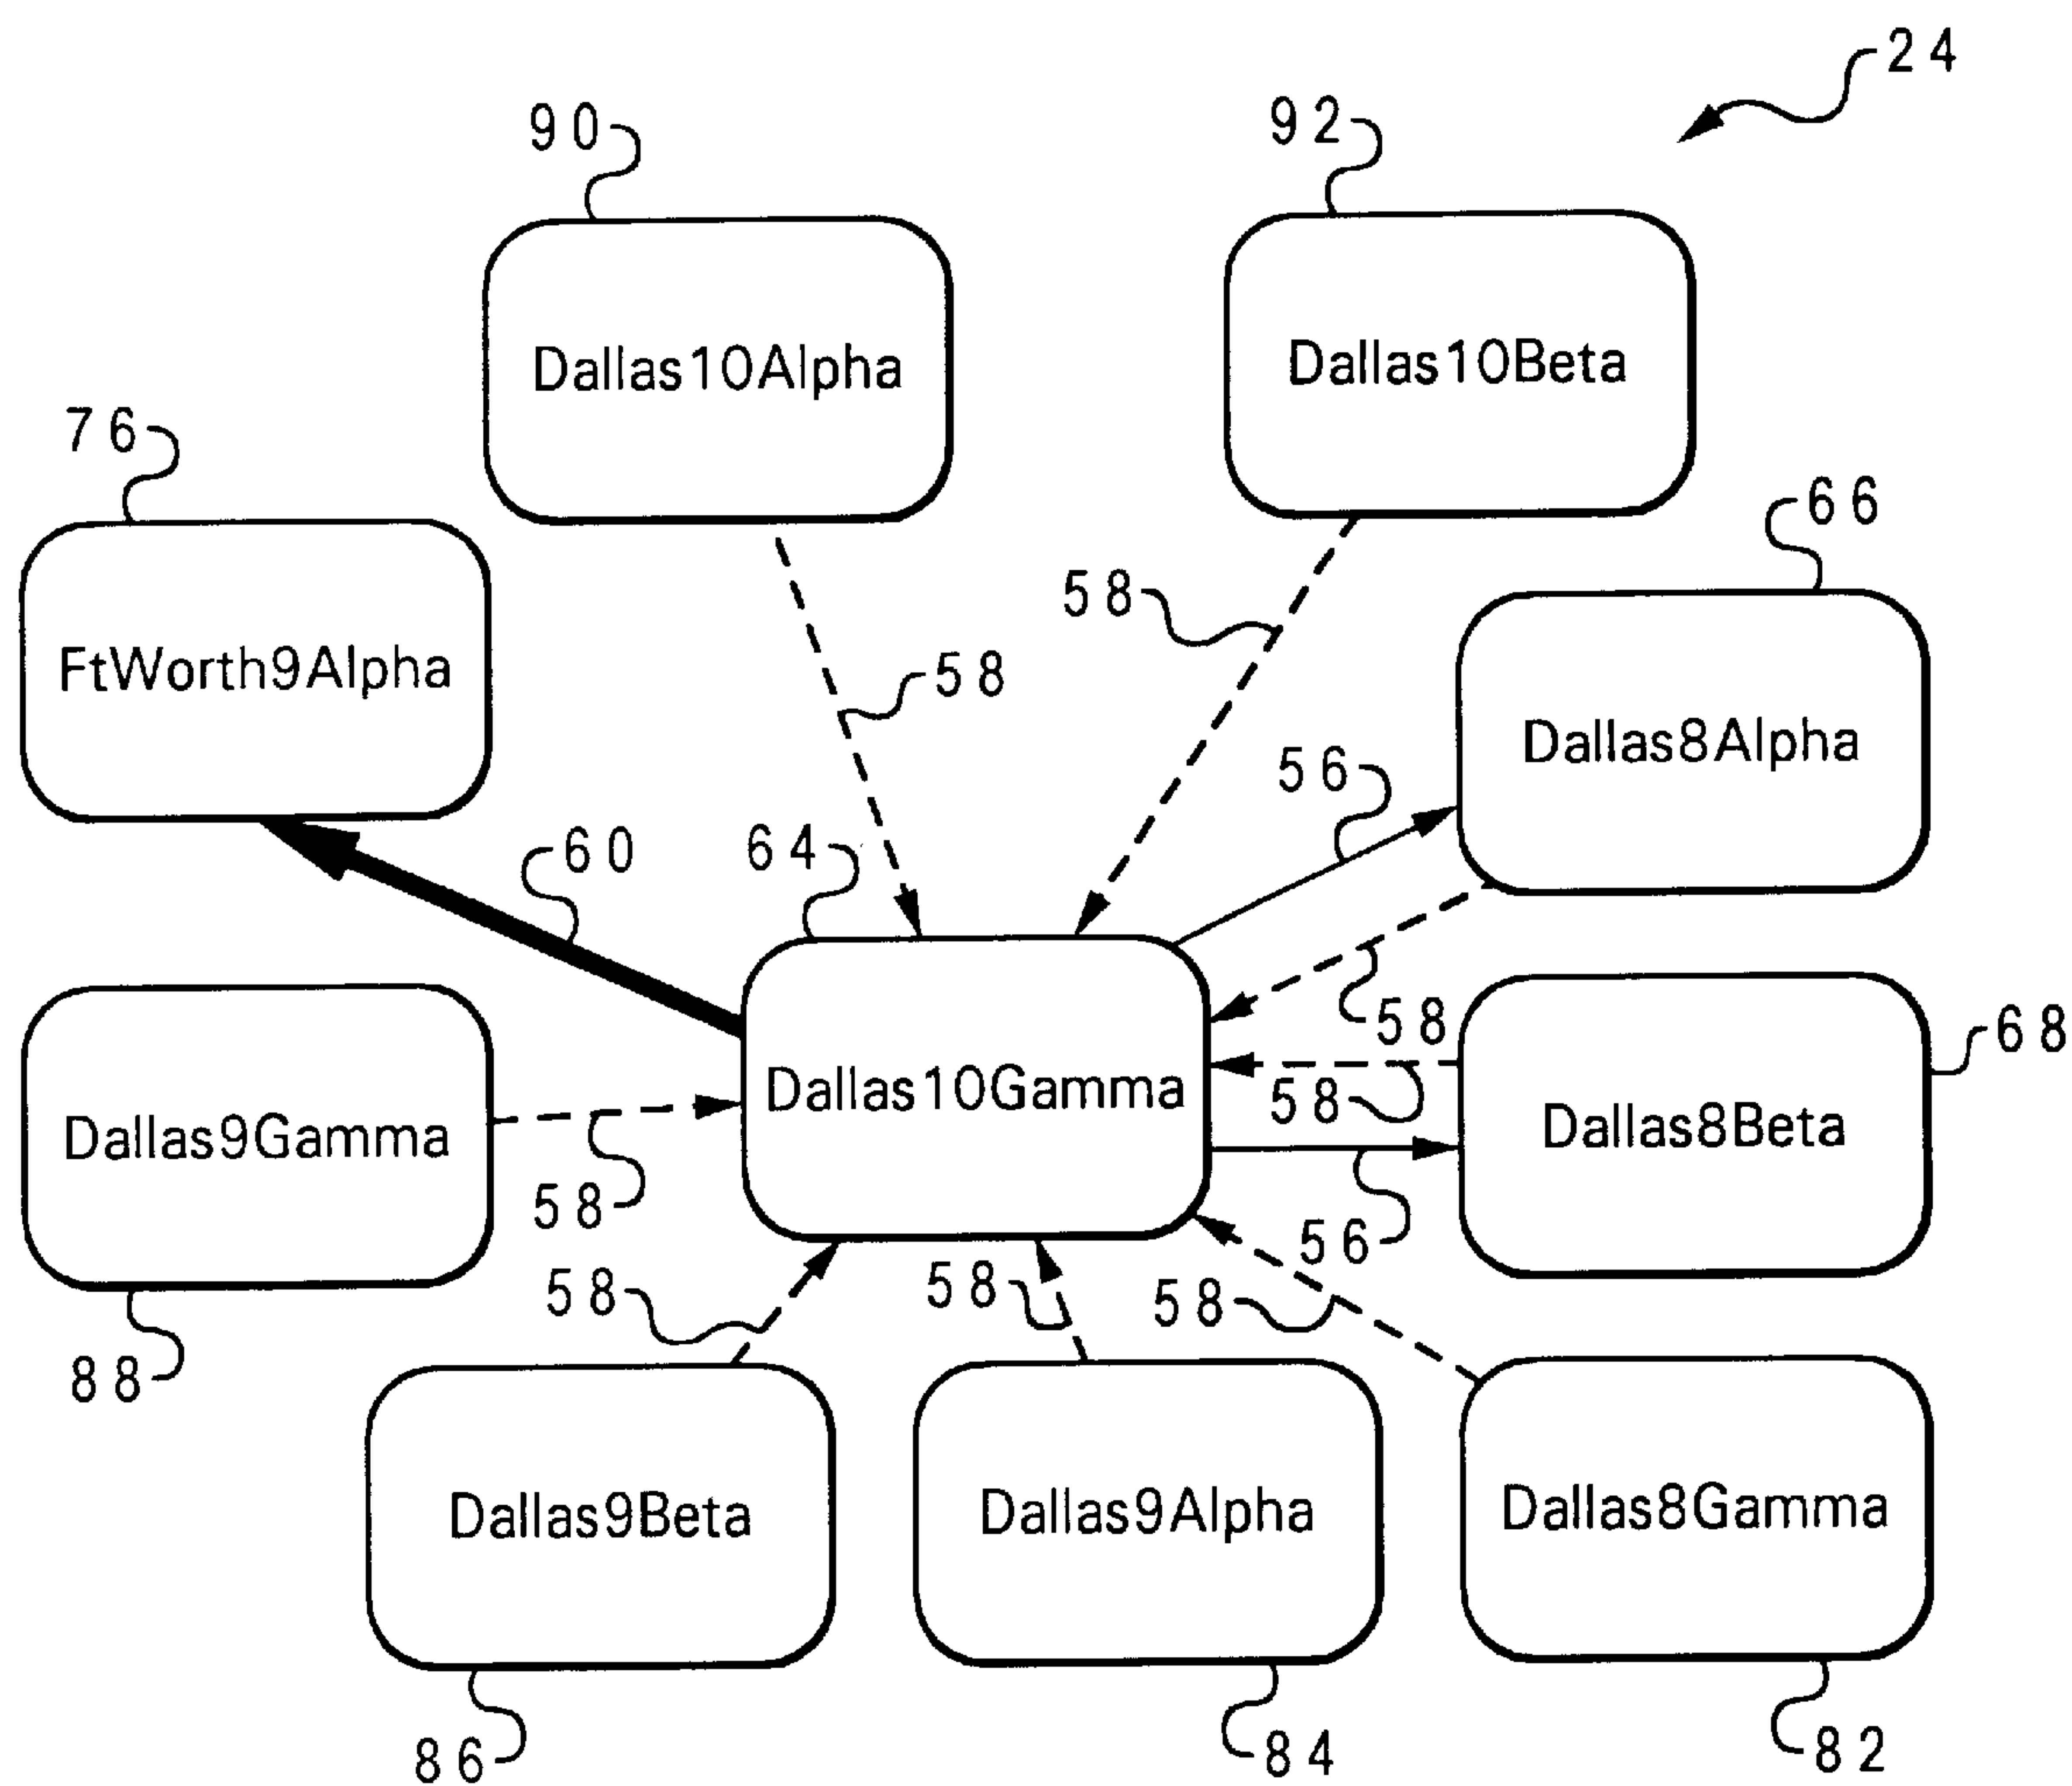 24
90
92
Dallas10Alpha
Dallas10Beta
76
66
58
FtWorth9Alpha
58
Dallas8Alpha
56
60
64
58
68
Dallas10Gamma
58
Dallas8Beta
Dallas9Gamma
58
56
58
58
58
88
Dallas9Beta
Dallas9Alpha
Dallas8Gamma
86
84
82